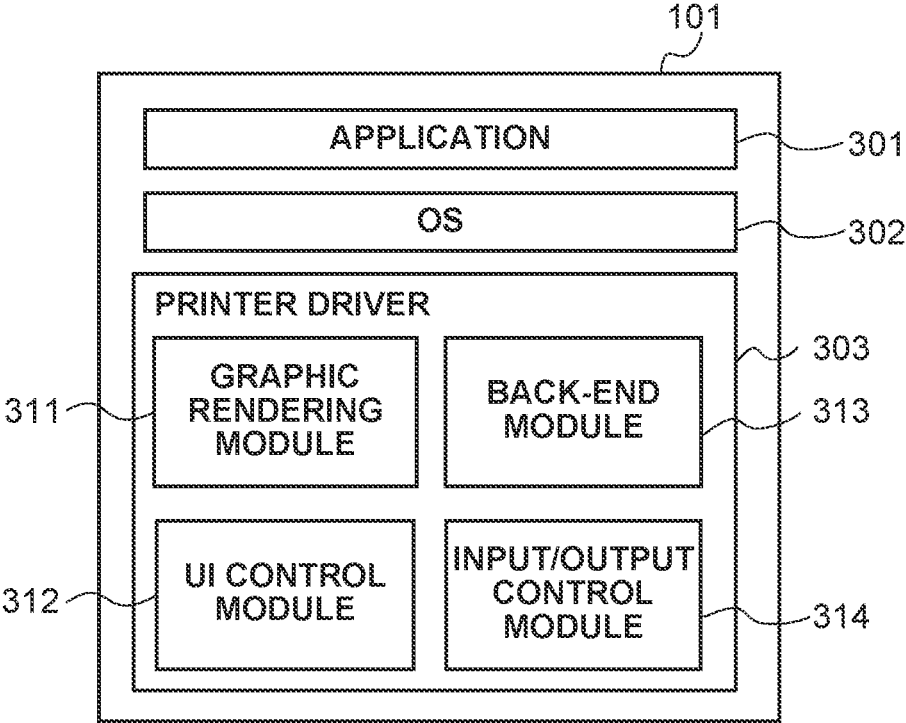 101
APPLICATION
301
OS
302
PRINTER DRIVER
303
GRAPHIC
RENDERING
MODULE
311
BACK-END
MODULE
313
UI CONTROL
MODULE
312
INPUT/OUTPUT
CONTROL
MODULE
314